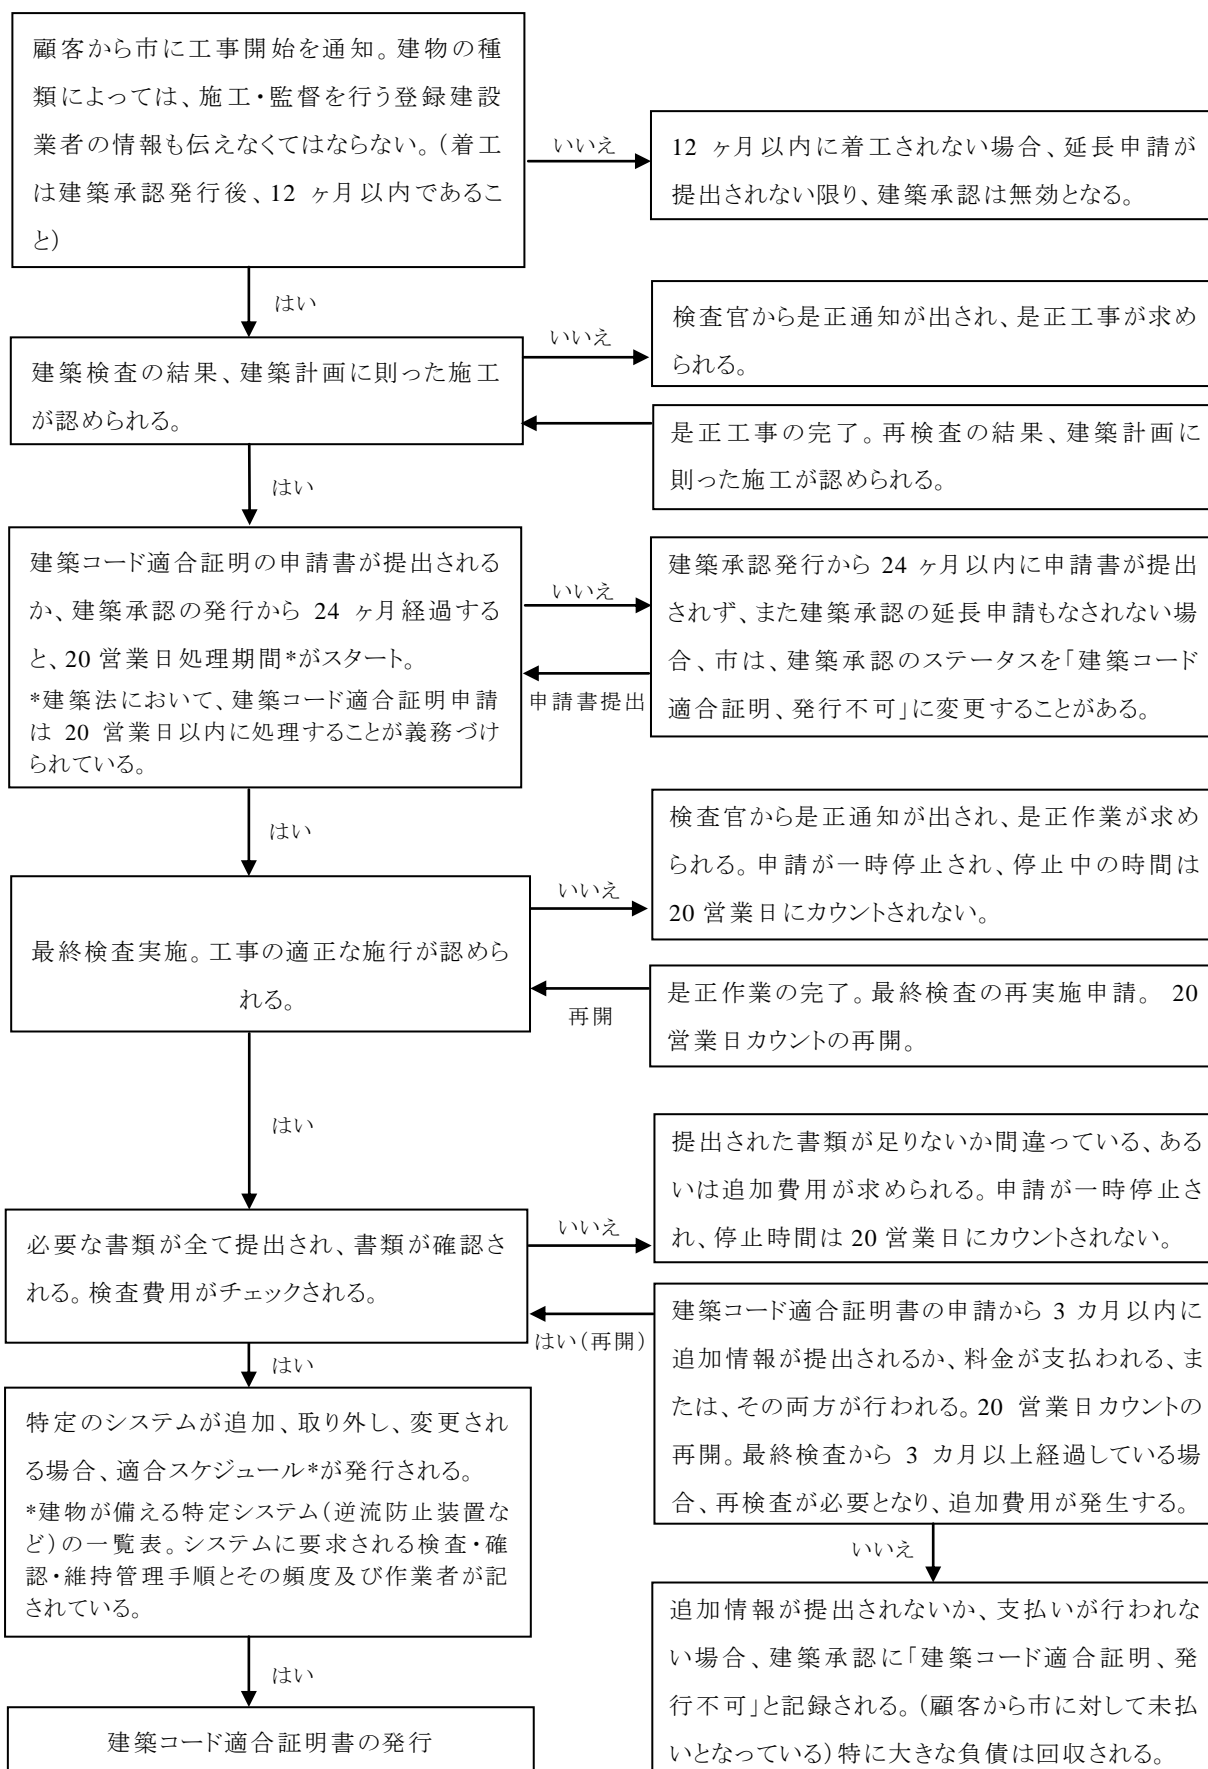 顧客から市に工事開始を通知。建物の種
類によっては、施工・監督を行う登録建設
業者の情報も伝えなくてはならない。（着工
は建築承認発行後、12 ヶ月以内であるこ
と）
いいえ
12 ヶ月以内に着工されない場合、延長申請が
提出されない限り、建築承認は無効となる。
はい
建築検査の結果、建築計画に則った施工
が認められる。
いいえ
検査官から是正通知が出され、是正工事が求め
られる。
是正工事の完了。再検査の結果、建築計画に
則った施工が認められる。
はい
建築コード適合証明の申請書が提出される
か、建築承認の発行から 24 ヶ月経過する
と、20 営業日処理期間*がスタート。
*建築法において、建築コード適合証明申請
は 20 営業日以内に処理することが義務づけ
られている。
いいえ
申請書提出
建築承認発行から 24 ヶ月以内に申請書が提出
されず、また建築承認の延長申請もなされない場
合、市は、建築承認のステータスを「建築コード
適合証明、発行不可」に変更することがある。
はい
最終検査実施。工事の適正な施行が認めら
れる。
いいえ
検査官から是正通知が出され、是正作業が求め
られる。申請が一時停止され、停止中の時間は
20 営業日にカウントされない。
再開
是正作業の完了。最終検査の再実施申請。 20
営業日カウントの再開。
はい
必要な書類が全て提出され、書類が確認さ
れる。検査費用がチェックされる。
いいえ
提出された書類が足りないか間違っている、ある
いは追加費用が求められる。申請が一時停止さ
れ、停止時間は 20 営業日にカウントされない。
はい（再開）
建築コード適合証明書の申請から 3 カ月以内に
追加情報が提出されるか、料金が支払われる、ま
たは、その両方が行われる。20 営業日カウントの
再開。最終検査から 3 カ月以上経過している場
合、再検査が必要となり、追加費用が発生する。
はい
特定のシステムが追加、取り外し、変更され
る場合、適合スケジュール*が発行される。
*建物が備える特定システム（逆流防止装置な
ど）の一覧表。システムに要求される検査・確
認・維持管理手順とその頻度及び作業者が記
されている。
いいえ
追加情報が提出されないか、支払いが行われな
い場合、建築承認に「建築コード適合証明、発
行不可」と記録される。（顧客から市に対して未払
いとなっている）特に大きな負債は回収される。
はい
建築コード適合証明書の発行